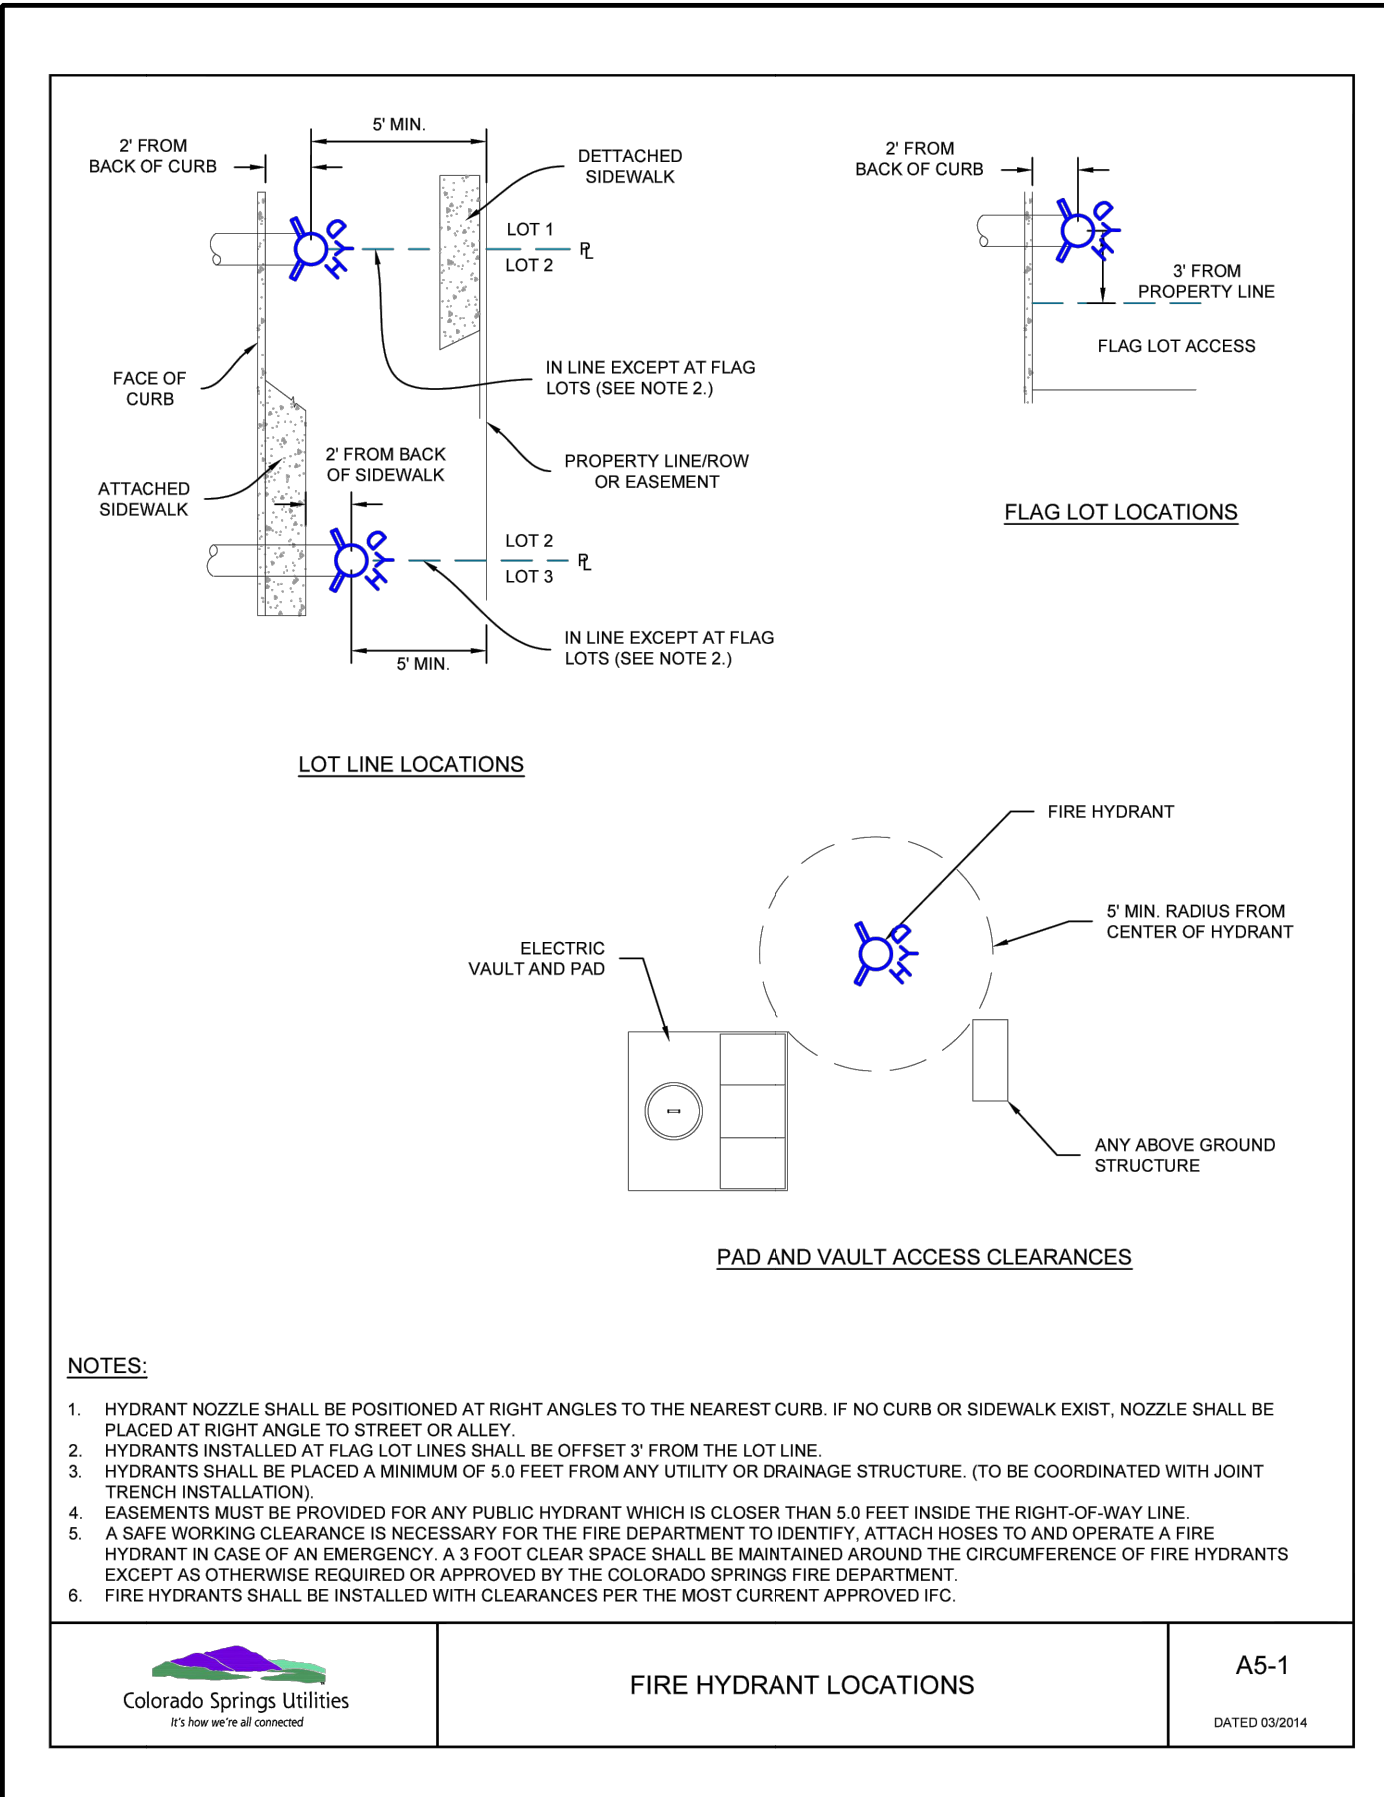 5' MIN.
2' FROM
BACK OF CURB
DETTACHED
SIDEWALK
HYD
LOT 1
LOT 2
PL
FACE OF
CURB
IN LINE EXCEPT AT FLAG
LOTS (SEE NOTE 2.)
2' FROM BACK
OF SIDEWALK
PROPERTY LINE/ROW
OR EASEMENT
ATTACHED
SIDEWALK
HYD
LOT 2
LOT 3
PL
IN LINE EXCEPT AT FLAG
LOTS (SEE NOTE 2.)
5' MIN.
LOT LINE LOCATIONS
2' FROM
BACK OF CURB
HYD
3' FROM
PROPERTY LINE
FLAG LOT ACCESS
FLAG LOT LOCATIONS
FIRE HYDRANT
5' MIN. RADIUS FROM
CENTER OF HYDRANT
HYD
ELECTRIC
VAULT AND PAD
ANY ABOVE GROUND
STRUCTURE
PAD AND VAULT ACCESS CLEARANCES
NOTES:
1. HYDRANT NOZZLE SHALL BE POSITIONED AT RIGHT ANGLES TO THE NEAREST CURB. IF NO CURB OR SIDEWALK EXIST, NOZZLE SHALL BE
PLACED AT RIGHT ANGLE TO STREET OR ALLEY.
2. HYDRANTS INSTALLED AT FLAG LOT LINES SHALL BE OFFSET 3' FROM THE LOT LINE.
3. HYDRANTS SHALL BE PLACED A MINIMUM OF 5.0 FEET FROM ANY UTILITY OR DRAINAGE STRUCTURE. (TO BE COORDINATED WITH JOINT
TRENCH INSTALLATION).
4. EASEMENTS MUST BE PROVIDED FOR ANY PUBLIC HYDRANT WHICH IS CLOSER THAN 5.0 FEET INSIDE THE RIGHT-OF-WAY LINE.
5. A SAFE WORKING CLEARANCE IS NECESSARY FOR THE FIRE DEPARTMENT TO IDENTIFY, ATTACH HOSES TO AND OPERATE A FIRE
HYDRANT IN CASE OF AN EMERGENCY. A 3 FOOT CLEAR SPACE SHALL BE MAINTAINED AROUND THE CIRCUMFERENCE OF FIRE HYDRANTS
EXCEPT AS OTHERWISE REQUIRED OR APPROVED BY THE COLORADO SPRINGS FIRE DEPARTMENT.
6. FIRE HYDRANTS SHALL BE INSTALLED WITH CLEARANCES PER THE MOST CURRENT APPROVED IFC.
Colorado Springs Utilities
It's how we're all connected
FIRE HYDRANT LOCATIONS
A5-1
DATED 03/2014